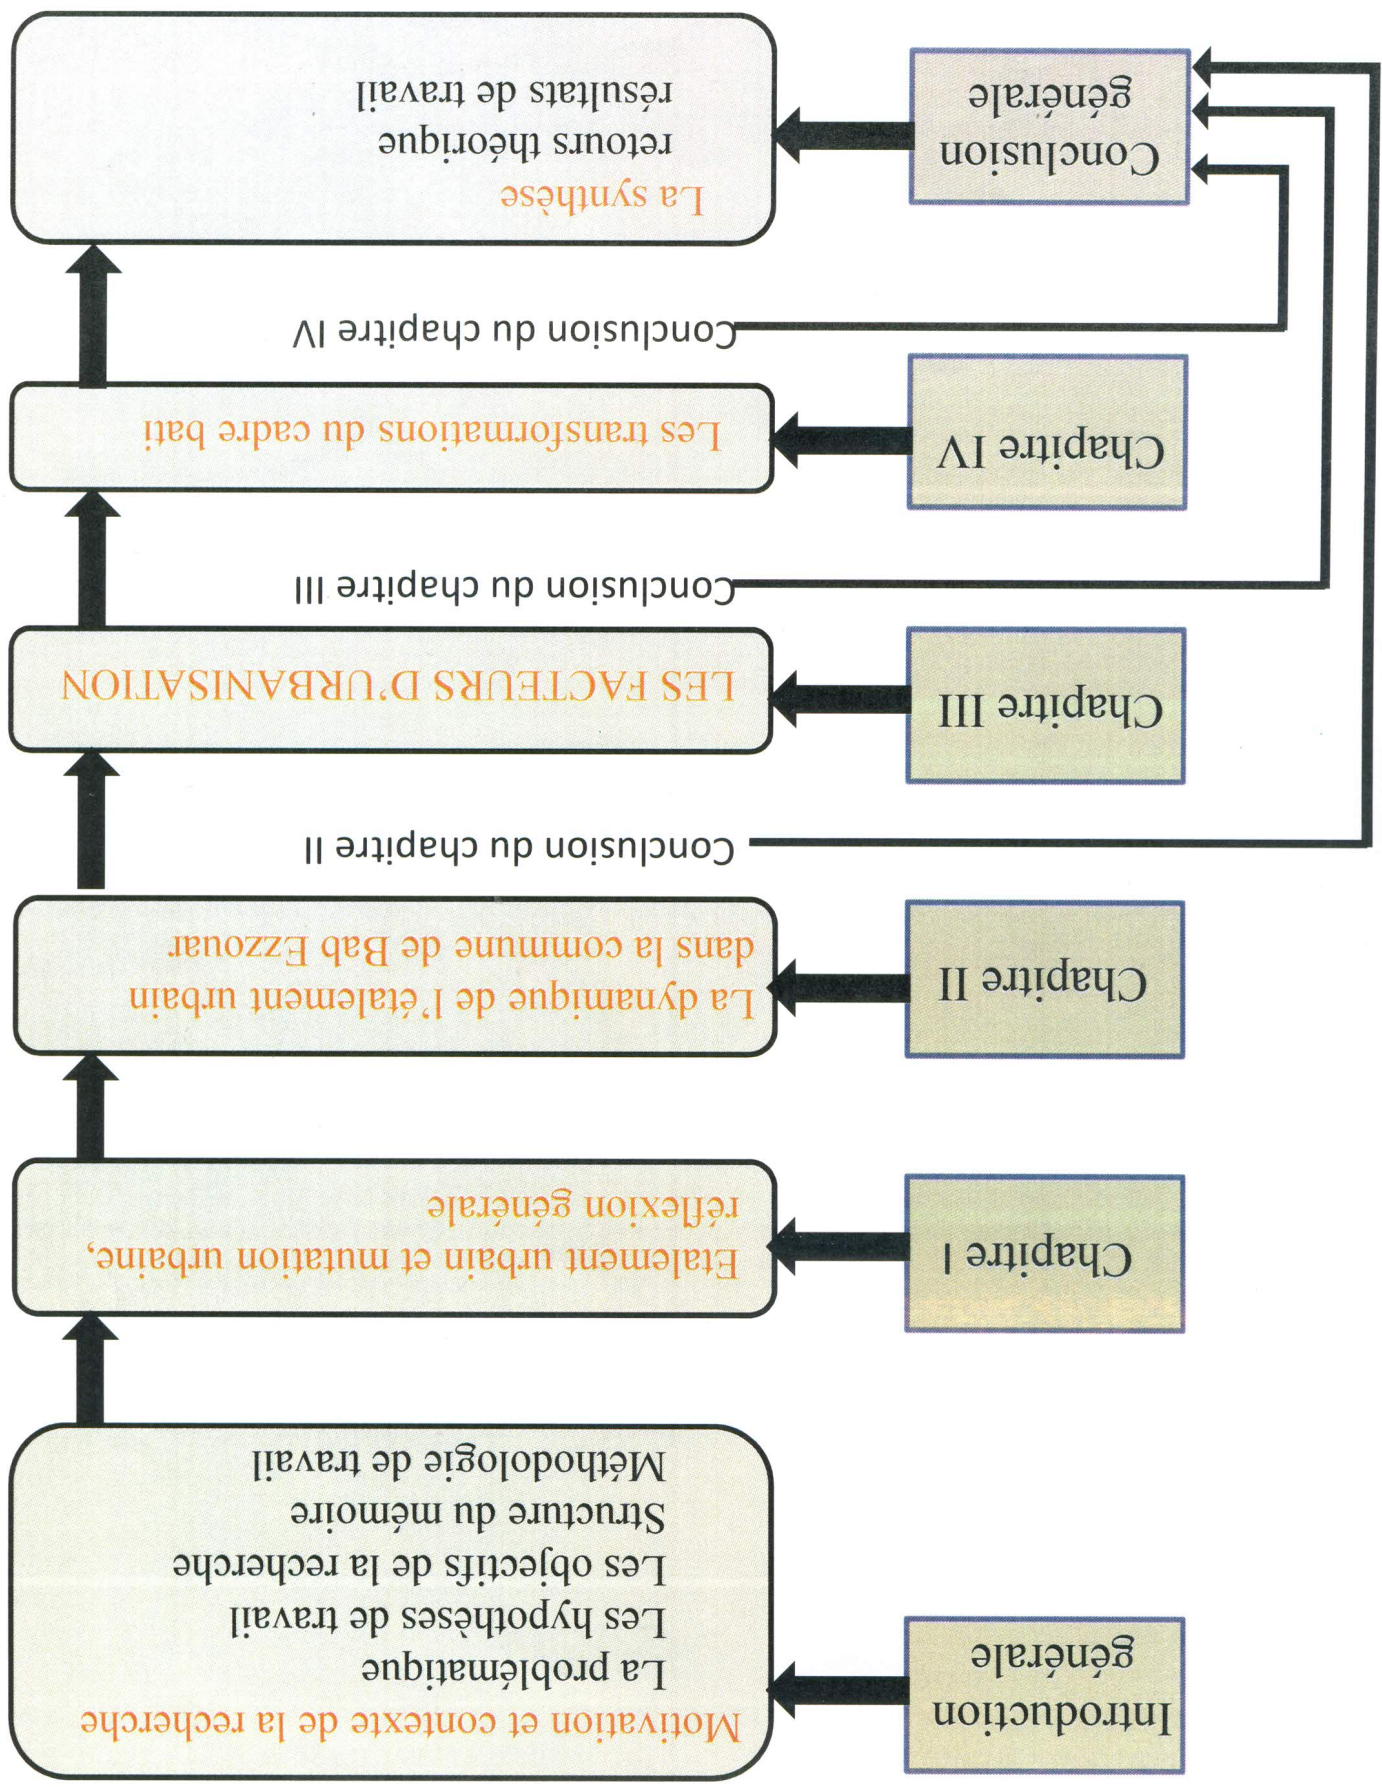 Introduction
générale
Motivation et contexte de la recherche
La problématique
Les hypothèses de travail
Les objectifs de la recherche
Structure du mémoire
Méthodologie de travail
Chapitre I
Etalement urbain et mutation urbaine,
réflexion générale
Chapitre II
La dynamique de l'étalement urbain
dans la commune de Bab Ezzouar
Conclusion du chapitre II
Chapitre III
LES FACTEURS D'URBANISATION
Conclusion du chapitre III
Chapitre IV
Les transformations du cadre bati
Conclusion du chapitre IV
Conclusion
générale
La synthèse
retours théorique
résultats de travail